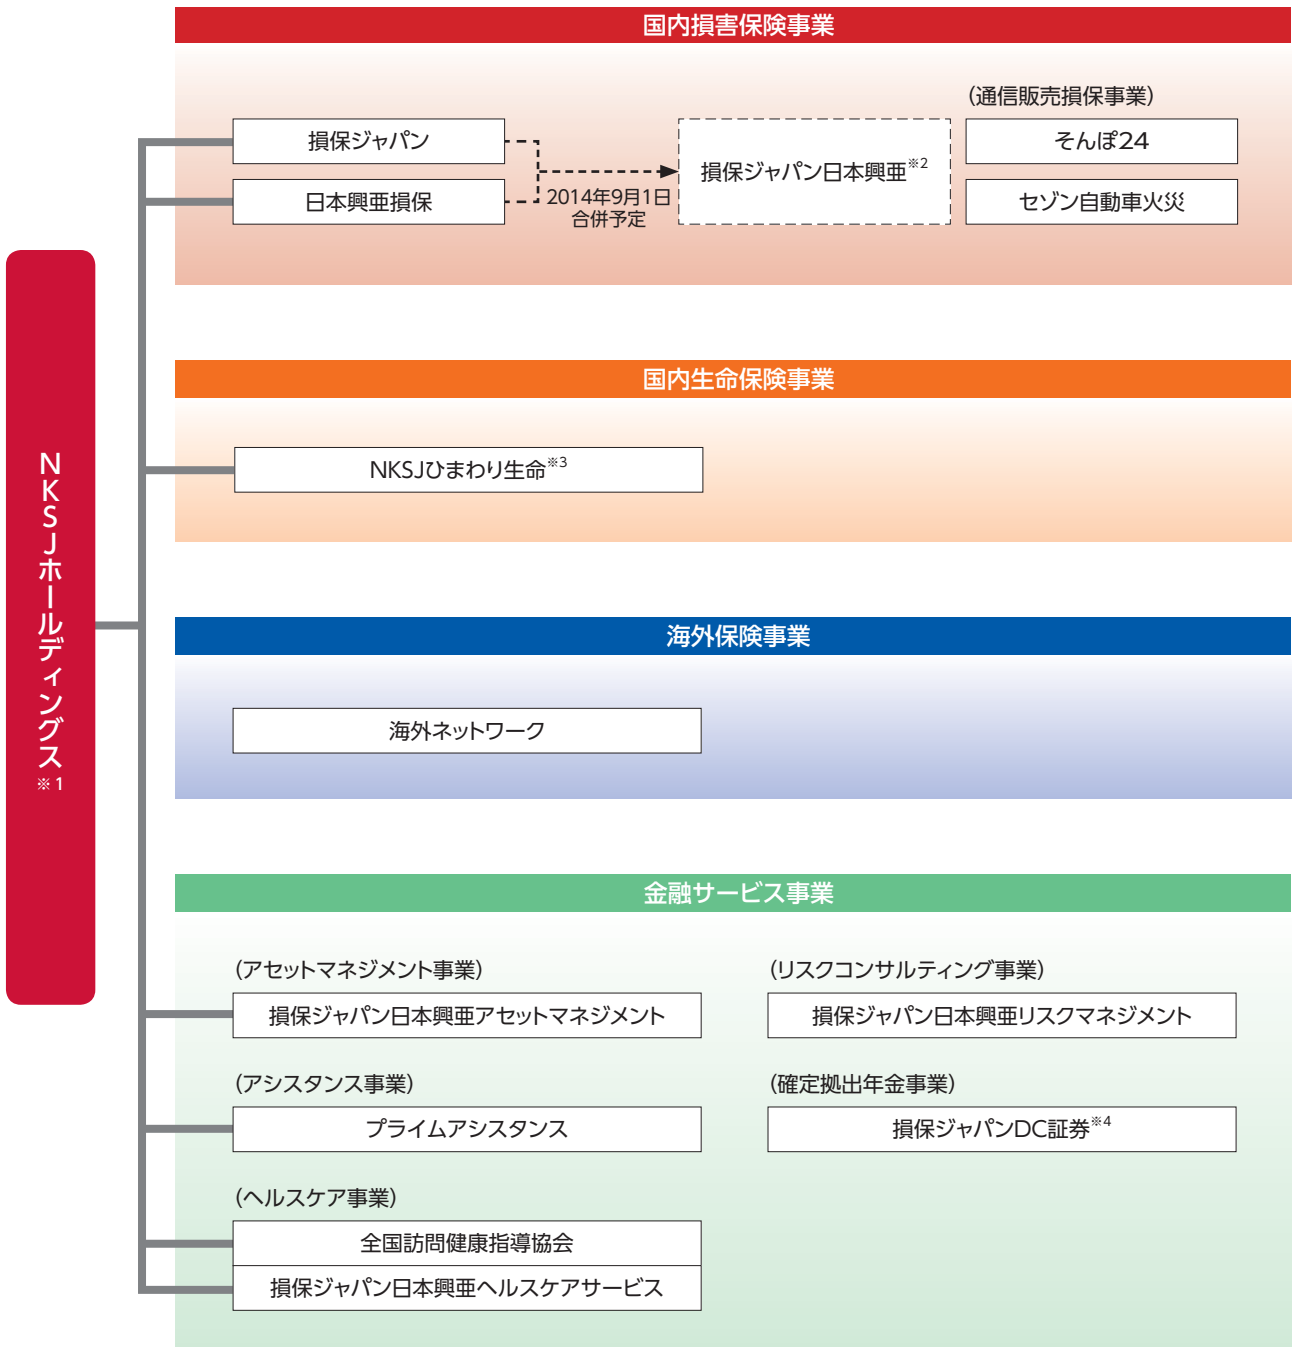 NKSJホールディングス※1
国内損害保険事業
(通信販売損保事業)
損保ジャパン
日本興亜損保
2014年9月1日
合併予定
損保ジャパン日本興亜※2
そんぽ24
セゾン自動車火災
国内生命保険事業
NKSJひまわり生命※3
海外保険事業
海外ネットワーク
金融サービス事業
(アセットマネジメント事業)
損保ジャパン日本興亜アセットマネジメント
(リスクコンサルティング事業)
損保ジャパン日本興亜リスクマネジメント
(アシスタンス事業)
プライムアシスタンス
(確定拠出年金事業)
損保ジャパンDC証券※4
(ヘルスケア事業)
全国訪問健康指導協会
損保ジャパン日本興亜ヘルスケアサービス